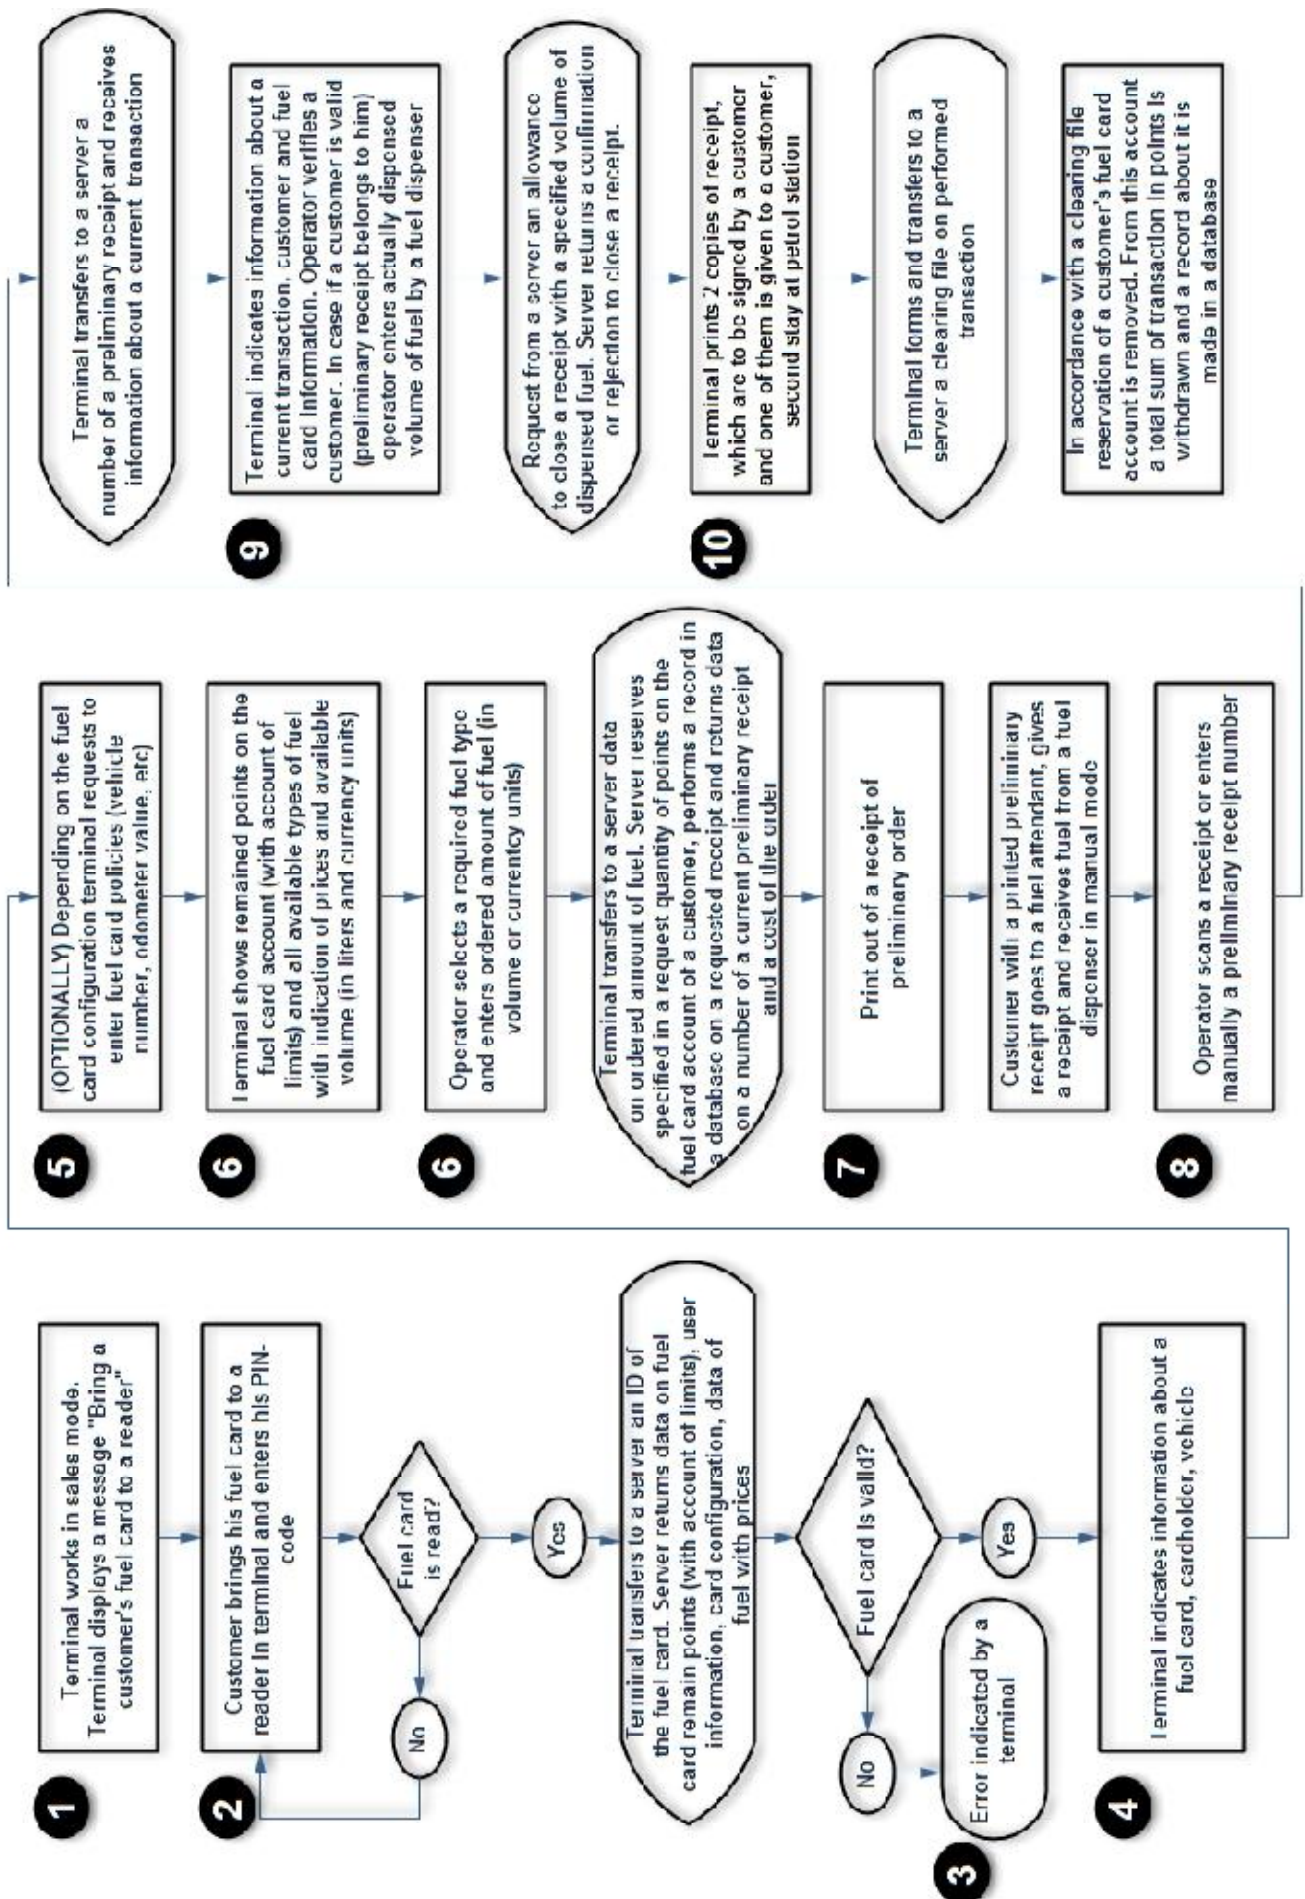 1
Terminal works in sales mode.
Terminal displays a message "Bring a
customer's fuel card to a reader"
2
Customer brings his fuel card to a
reader in terminal and enters his PIN-
code
Fuel card
is read?
No
Yes
Terminal transfers to a server an ID of
the fuel card. Server returns data on fuel
card remain points (with account of limits), user
information, card configuration, data of
fuel with prices
Fuel card is valid?
No
Yes
3
Error indicated by a
terminal
4
Terminal indicates information about a
fuel card, cardholder, vehicle
5
(OPTIONALLY) Depending on the fuel
card configuration terminal requests to
enter fuel card policies (vehicle
number, odometer value, etc)
6
Terminal shows remained points on the
fuel card account (with account of
limits) and all available types of fuel
with indication of prices and available
volume (in liters and currency units)
6
Operator selects a required fuel type
and enters ordered amount of fuel (in
volume or currentcy units)
Terminal transfers to a server data
on ordered amount of fuel. Server reserves
specified in a request quantity of points on the
fuel card account of a customer, performs a record in
a database on a requested receipt and returns data
on a number of a current preliminary receipt
and a cost of the order
7
Print out of a receipt of
preliminary order
Customer with a printed preliminary
receipt goes to a fuel attendant, gives
a receipt and receives fuel from a fuel
dispenser in manual mode
8
Operator scans a receipt or enters
manually a preliminary receipt number
Terminal transfers to a server a
number of a preliminary receipt and receives
information about a current transaction
9
Terminal indicates information about a
current transaction, customer and fuel
card information. Operator verifies a
customer. In case if a customer is valid
(preliminary receipt belongs to him)
operator enters actually dispensed
volume of fuel by a fuel dispenser
Request from a server an allowance
to close a receipt with a specified volume of
dispensed fuel. Server returns a confirmation
or rejection to close a receipt.
10
Terminal prints 2 copies of receipt,
which are to be signed by a customer
and one of them is given to a customer,
second stay at petrol station
Terminal forms and transfers to a
server a clearing file on performed
transaction
In accordance with a clearing file
reservation of a customer's fuel card
account is removed. From this account
a total sum of transaction in points is
withdrawn and a record about it is
made in a database